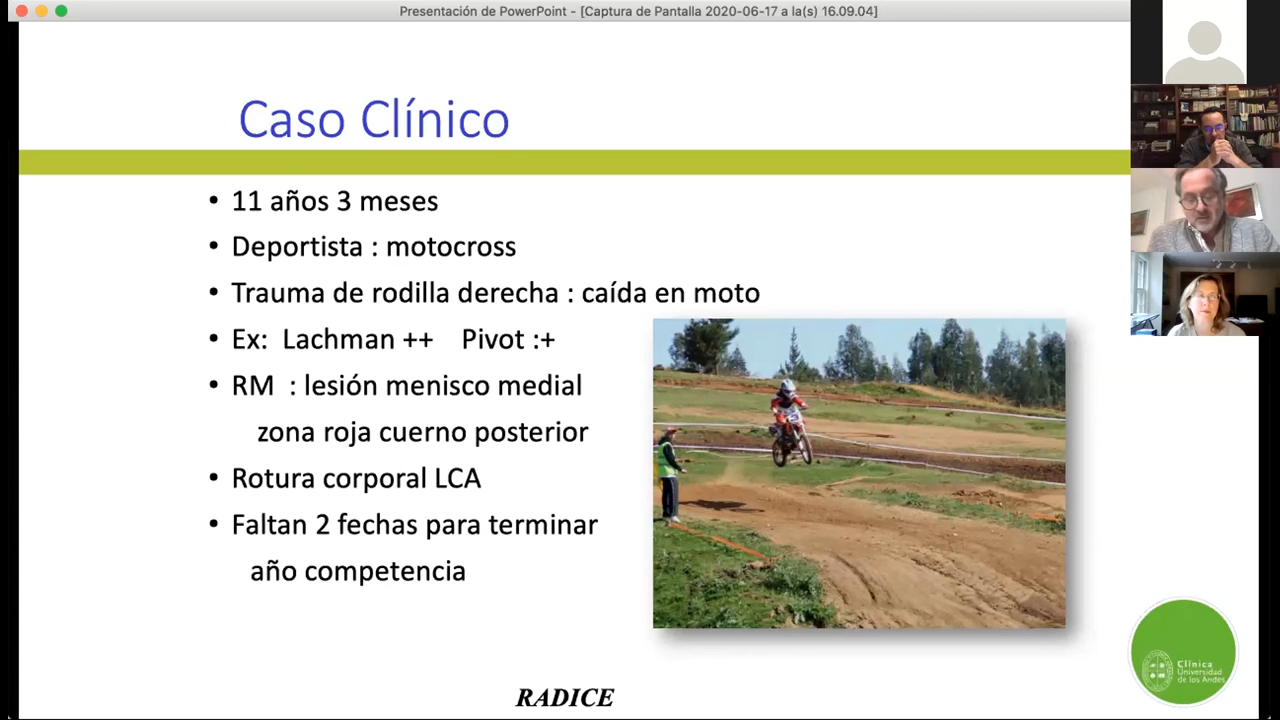 Presentación de PowerPoint - [Captura de Pantalla 2020-06-17 a la(s) 16.09.04]
Caso Clínico
• 11 años 3 meses
• Deportista : motocross
• Trauma de rodilla derecha : caída en moto
• Ex: Lachman ++ Pivot :+
• RM : lesión menisco medial
zona roja cuerno posterior
• Rotura corporal LCA
• Faltan 2 fechas para terminar
año competencia
Clínica
Universidad
de los Andes
RADICE